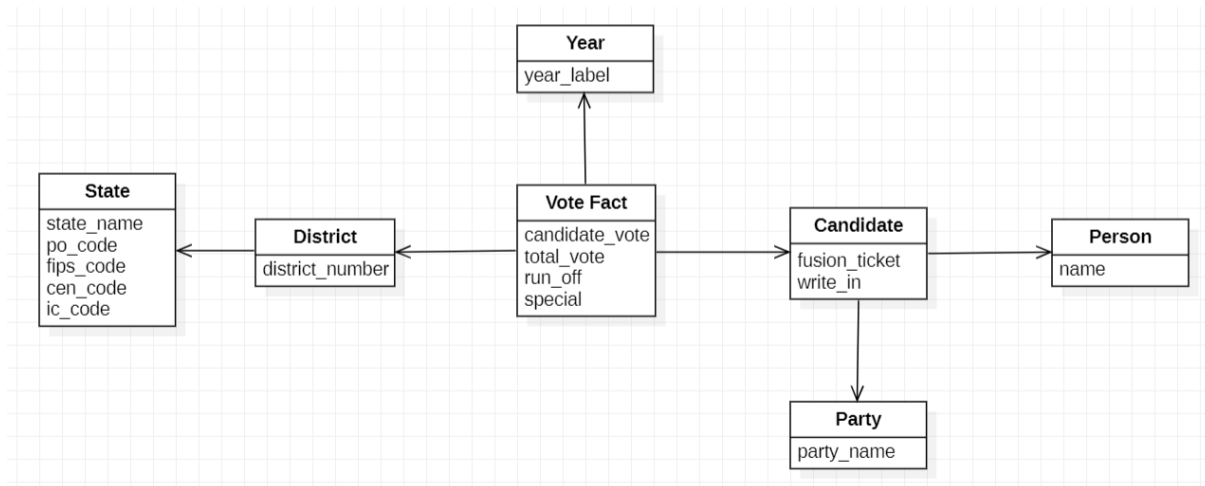 Year
year_label
State
state_name
po_code
fips_code
cen_code
ic_code
District
district_number
Vote Fact
candidate_vote
total_vote
run_off
special
Candidate
fusion_ticket
write_in
Person
name
Party
party_name